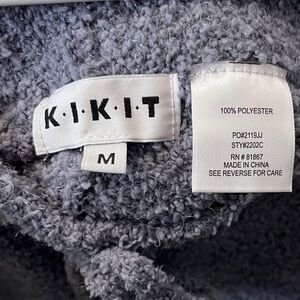 K·I·K·I·T
M
100% POLYESTER
PO#2119JJ
STY#2202C
RN # 81867
MADE IN CHINA
SEE REVERSE FOR CARE